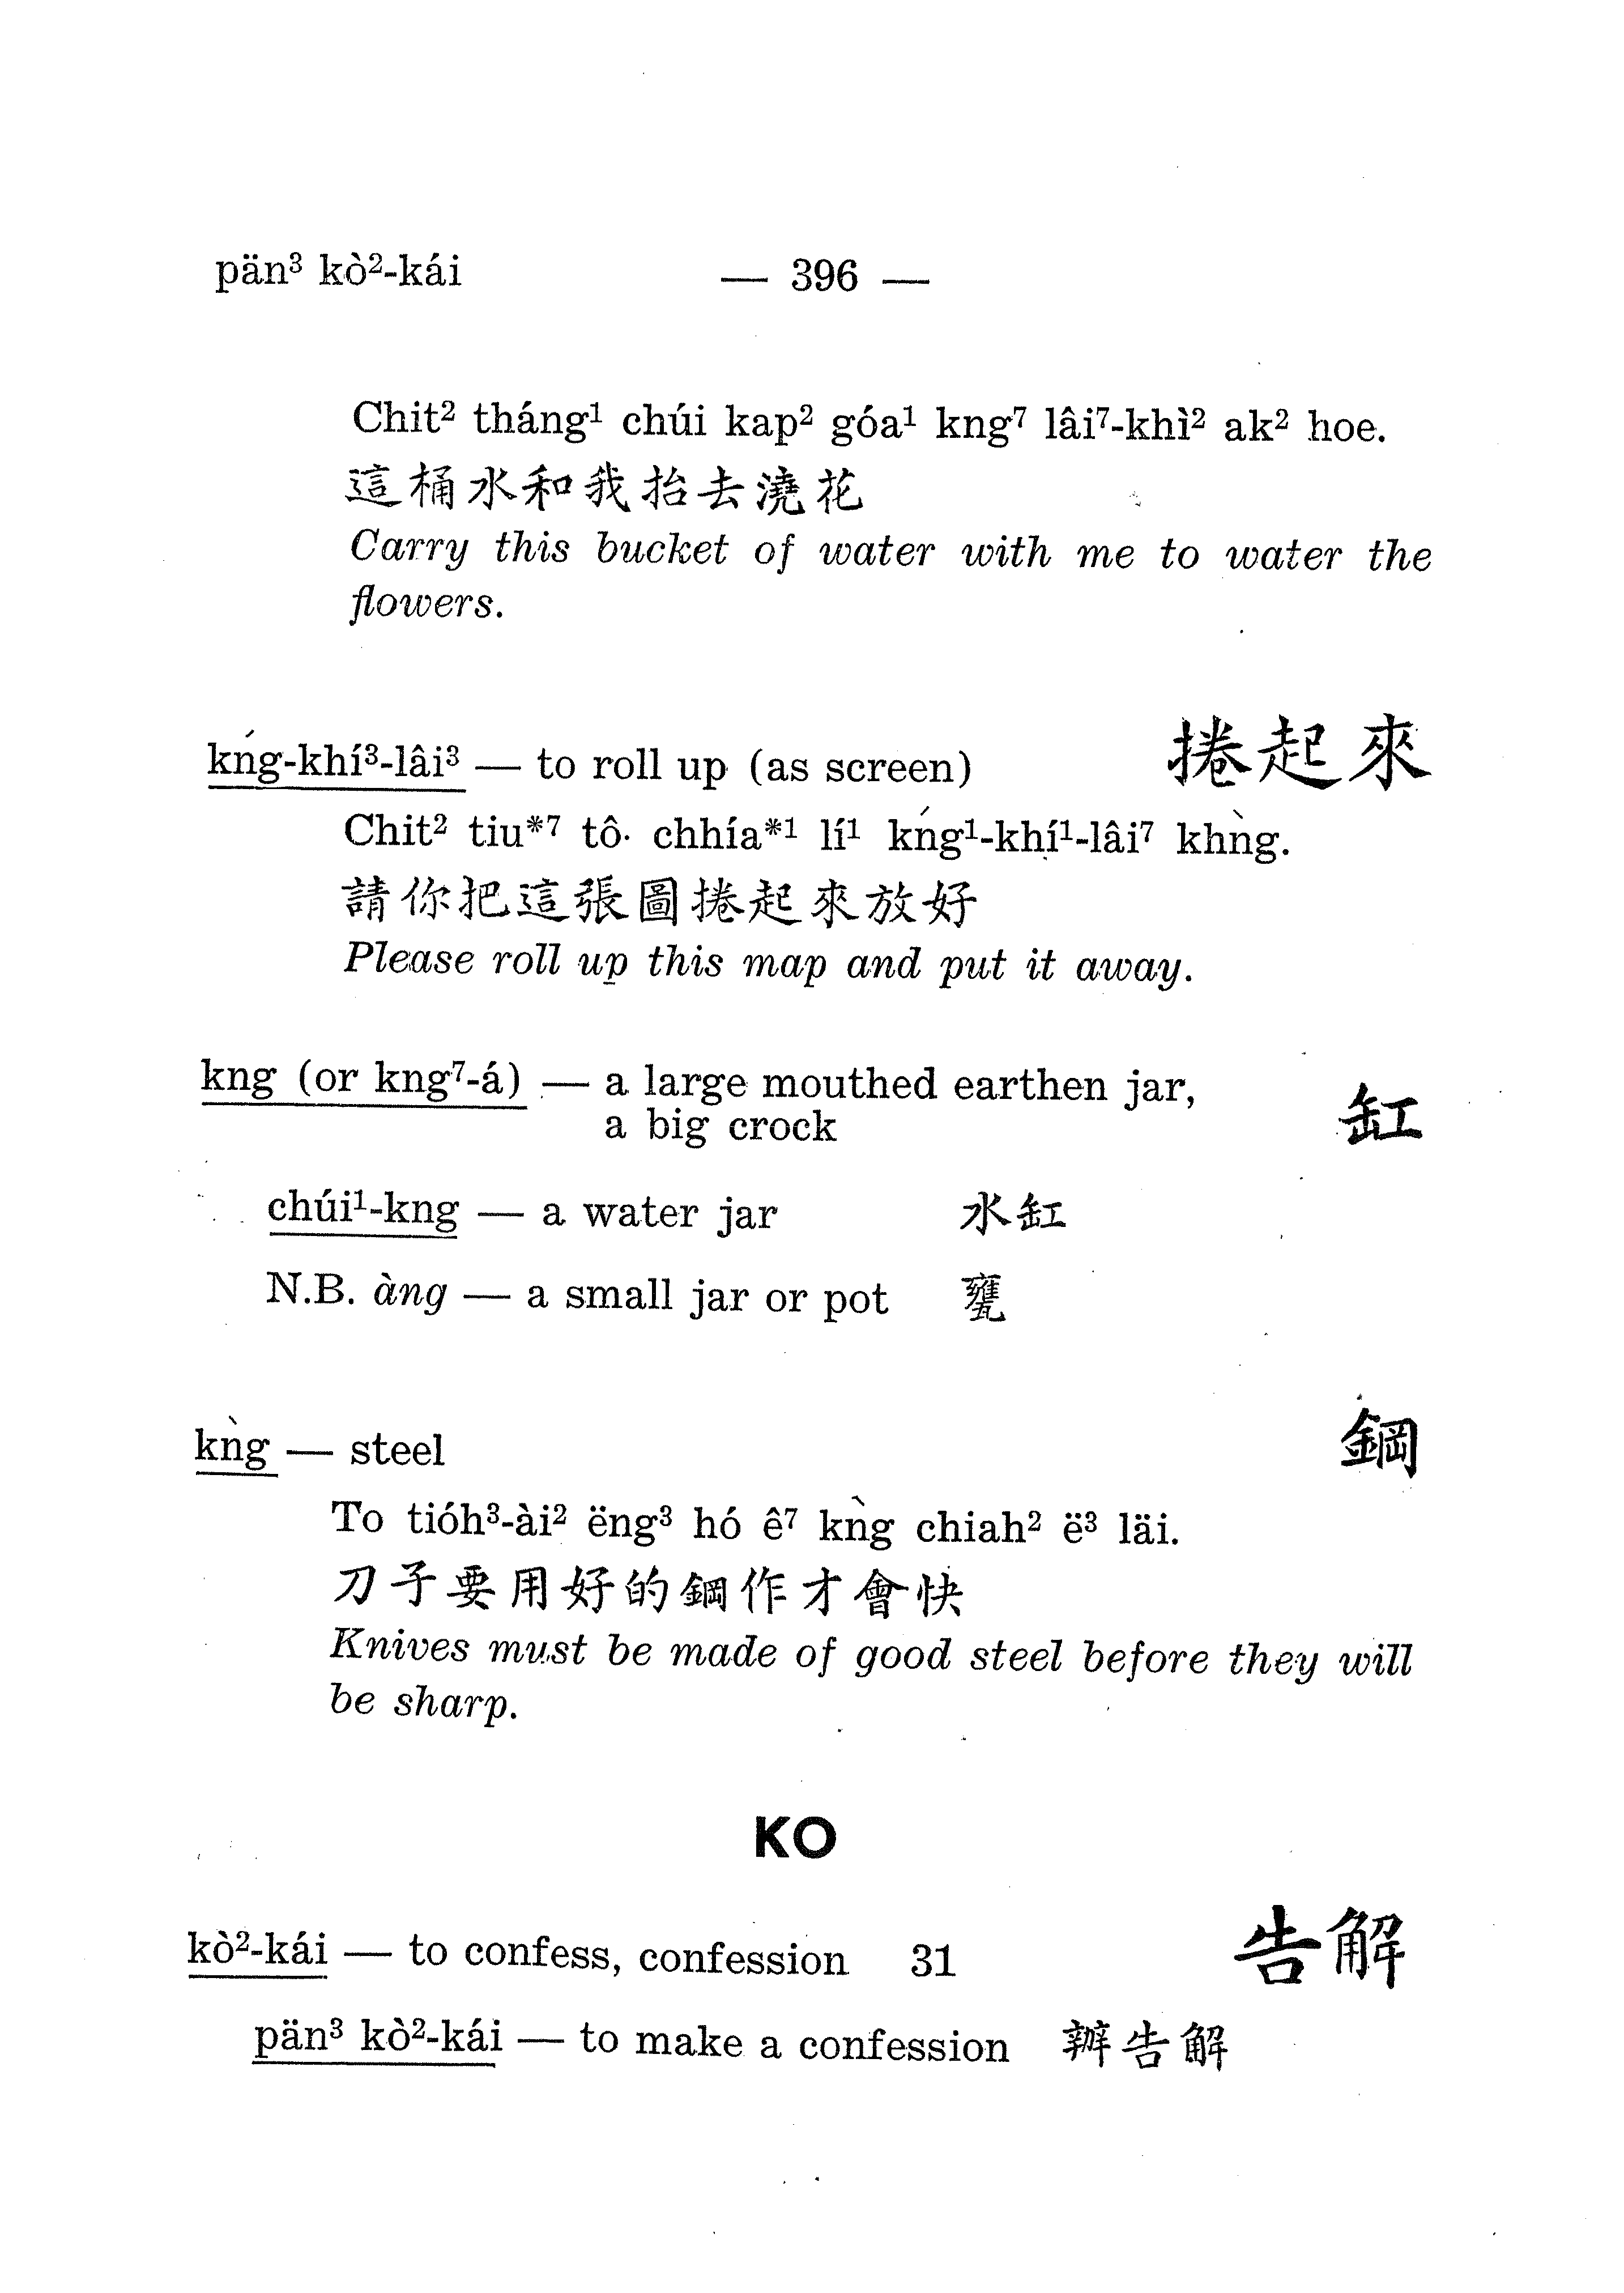 pän³ kò²-kái — 396 —
Chit² tháng¹ chúi kap² góa¹ kng⁷ lâi⁷-khì² ak² hoe.
這桶水和我抬去澆花
Carry this bucket of water with me to water the
flowers.
kńg-khí³-lâi³ — to roll up (as screen) 捲起來
Chit² tiu*⁷ tô· chhía*¹ lí¹ kńg¹-khí¹-lâi⁷ khǹg.
請你把這張圖捲起來放好
Please roll up this map and put it away.
kng (or kng⁷-á) — a large mouthed earthen jar, 缸
a big crock
chúi¹-kng — a water jar 水缸
N.B. àng — a small jar or pot 甕
kǹg — steel 鋼
To tióh³-ài² ëng³ hó ê⁷ kǹg chiah² ë³ läi.
刀子要用好的鋼作才會快
Knives must be made of good steel before they will
be sharp.
KO
kò²-kái — to confess, confession 31 告解
pän³ kò²-kái — to make a confession 辦告解